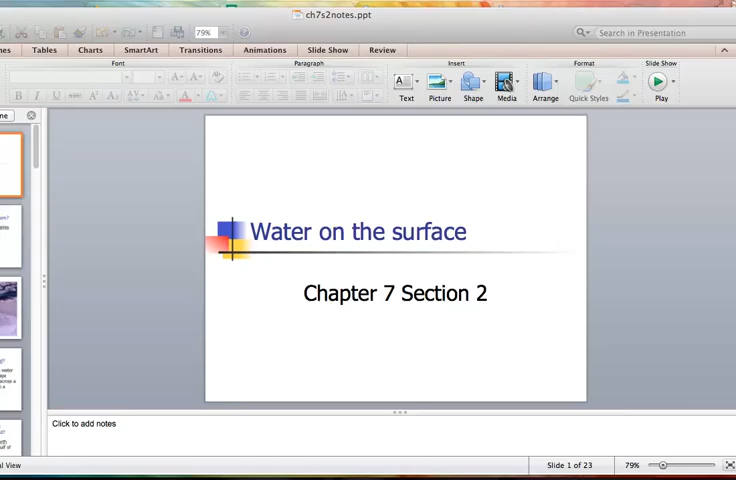 ch7s2notes.ppt
79%
Search in Presentation
Tables Charts SmartArt Transitions Animations Slide Show Review
Font Paragraph Insert Format Slide Show
Text Picture Shape Media Arrange Quick Styles Play
Water on the surface
Chapter 7 Section 2
Click to add notes
Slide 1 of 23 79%